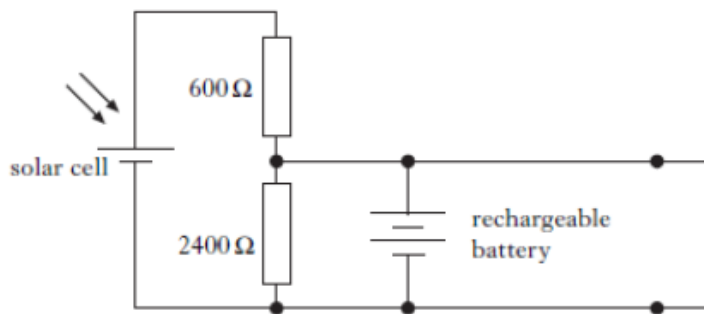 600 Ω
solar cell
2400 Ω
rechargeable
battery